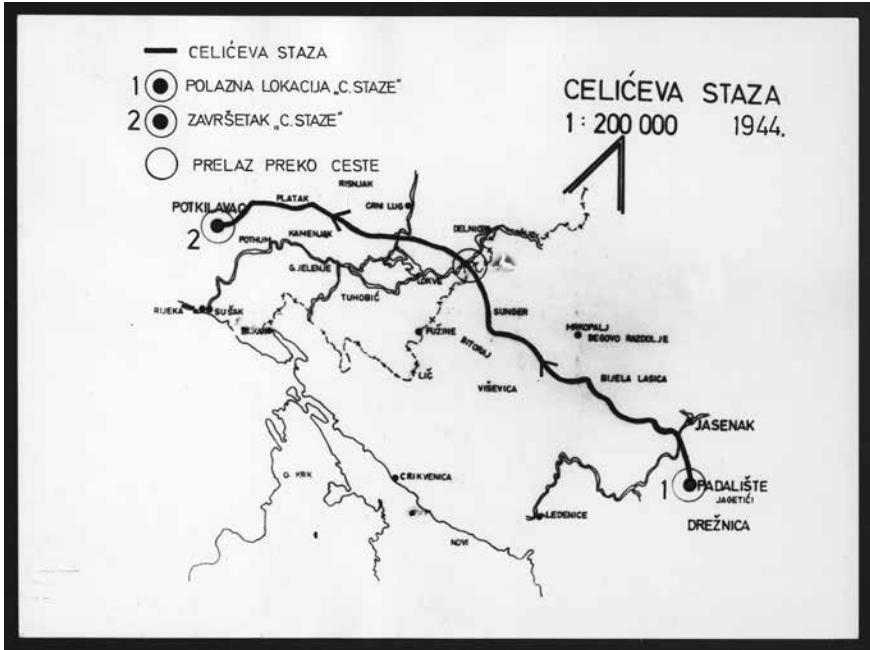 CELIĆEVA STAZA
1 POLAZNA LOKACIJA „C.STAZE"
2 ZAVRŠETAK „C.STAZE"
PRELAZ PREKO CESTE
CELIĆEVA STAZA
1 : 200 000 1944.
RISNJAK
PLATAK
CRNI LUG
POTKILAVAC
2
KAMENJAK
DELNICE
POTHUM
GJELENJE
LOKVE
TUHOBIĆ
RIJEKA
SUŠAK
SUNGER
FUŽINE
BITORAJ
MRKOPALJ
BEGOVO RAZDOLJE
LIČ
VIŠEVICA
BIJELA LASICA
JASENAK
1 PADALIŠTE
JAGETIĆI
DREŽNICA
CRIKVENICA
O. KRK
LEDENICE
NOVI